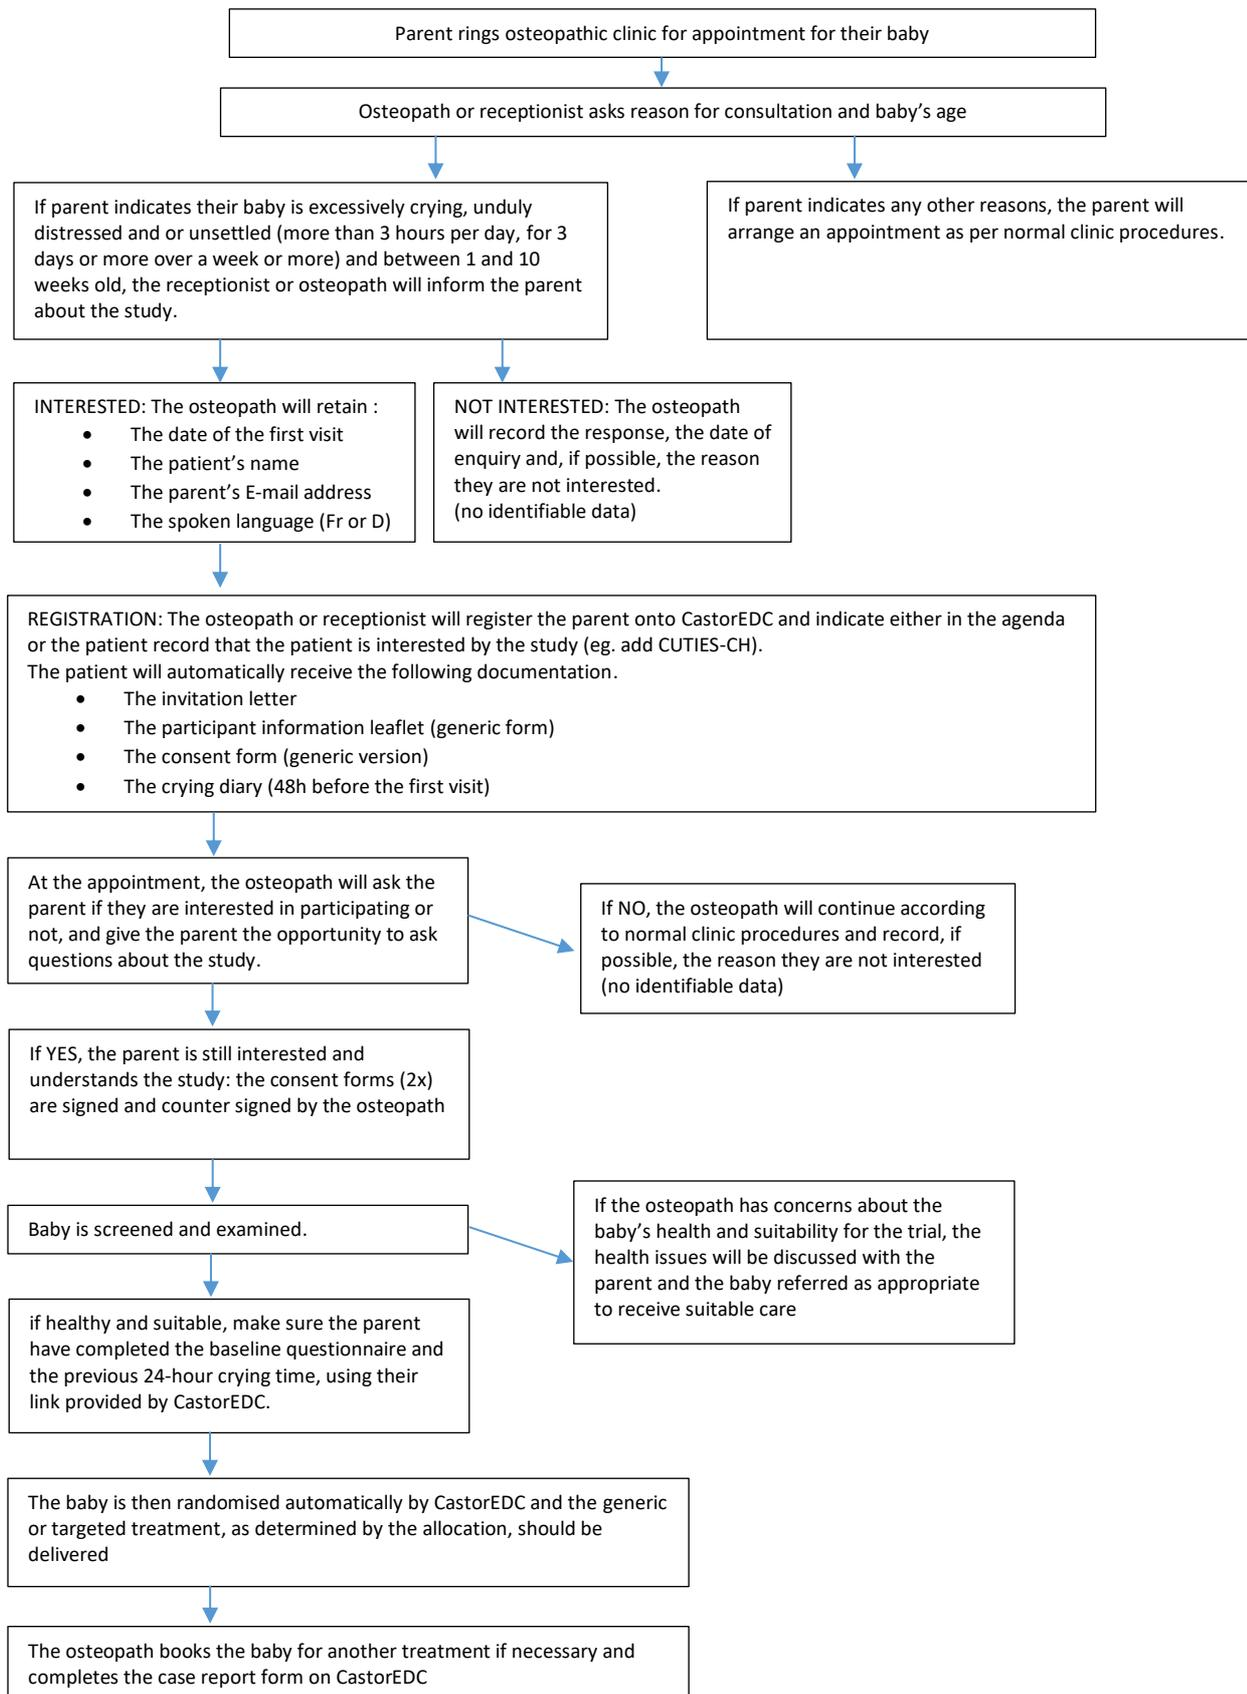 Parent rings osteopathic clinic for appointment for their baby
Osteopath or receptionist asks reason for consultation and baby's age
If parent indicates their baby is excessively crying, unduly
distressed and or unsettled (more than 3 hours per day, for 3
days or more over a week or more) and between 1 and 10
weeks old, the receptionist or osteopath will inform the parent
about the study.
If parent indicates any other reasons, the parent will
arrange an appointment as per normal clinic procedures.
INTERESTED: The osteopath will retain :
• The date of the first visit
• The patient's name
• The parent's E-mail address
• The spoken language (Fr or D)
NOT INTERESTED: The osteopath
will record the response, the date of
enquiry and, if possible, the reason
they are not interested.
(no identifiable data)
REGISTRATION: The osteopath or receptionist will register the parent onto CastorEDC and indicate either in the agenda
or the patient record that the patient is interested by the study (eg. add CUTIES-CH).
The patient will automatically receive the following documentation.
• The invitation letter
• The participant information leaflet (generic form)
• The consent form (generic version)
• The crying diary (48h before the first visit)
At the appointment, the osteopath will ask the
parent if they are interested in participating or
not, and give the parent the opportunity to ask
questions about the study.
If NO, the osteopath will continue according
to normal clinic procedures and record, if
possible, the reason they are not interested
(no identifiable data)
If YES, the parent is still interested and
understands the study: the consent forms (2x)
are signed and counter signed by the osteopath
Baby is screened and examined.
If the osteopath has concerns about the
baby's health and suitability for the trial, the
health issues will be discussed with the
parent and the baby referred as appropriate
to receive suitable care
if healthy and suitable, make sure the parent
have completed the baseline questionnaire and
the previous 24-hour crying time, using their
link provided by CastorEDC.
The baby is then randomised automatically by CastorEDC and the generic
or targeted treatment, as determined by the allocation, should be
delivered
The osteopath books the baby for another treatment if necessary and
completes the case report form on CastorEDC